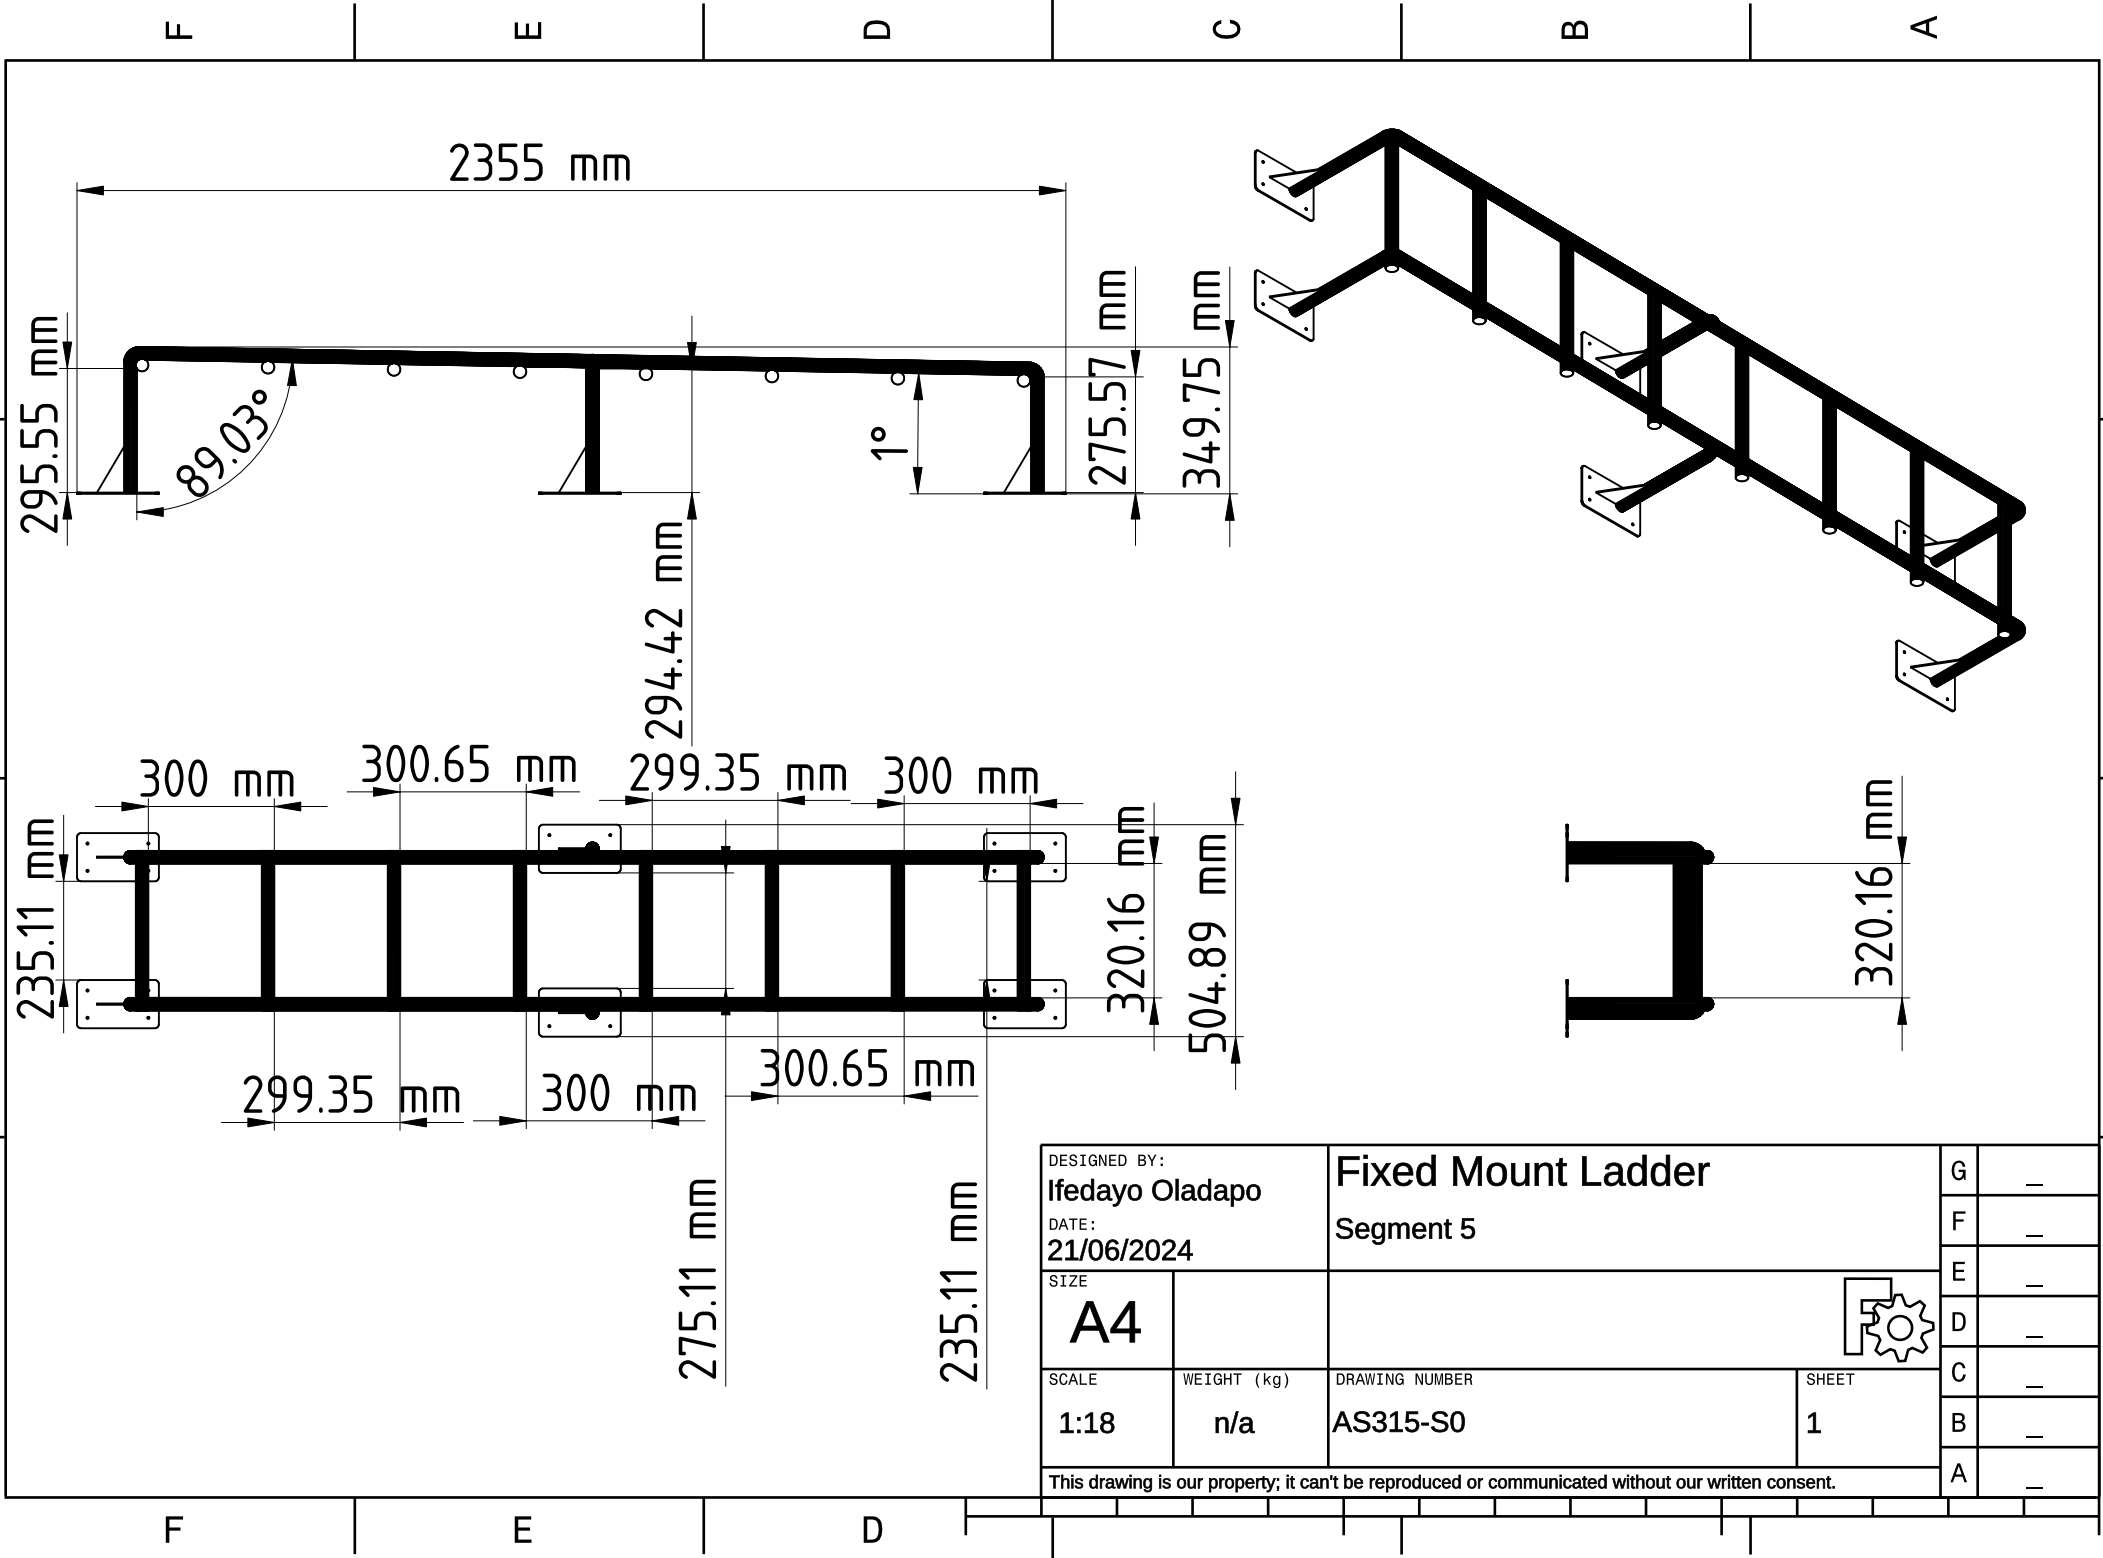 F E D C B A
2355 mm
295.55 mm
89.03°
1°
275.57 mm
349.75 mm
294.42 mm
300 mm
300.65 mm
299.35 mm
300 mm
235.11 mm
320.16 mm
504.89 mm
320.16 mm
299.35 mm
300 mm
300.65 mm
275.11 mm
235.11 mm
DESIGNED BY:
Ifedayo Oladapo
DATE:
21/06/2024
Fixed Mount Ladder
Segment 5
SIZE
A4
SCALE
1:18
WEIGHT (kg)
n/a
DRAWING NUMBER
AS315-S0
SHEET
1
G _
F _
E _
D _
C _
B _
A _
This drawing is our property; it can't be reproduced or communicated without our written consent.
F E D